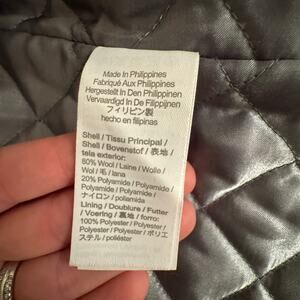 Made In Philippines
Fabriqué Aux Philippines
Hergestellt In Den Philippinen
Vervaardigd In De Filippijnen
フィリピン製
hecho en filipinas
Shell / Tissu Principal /
Shell / Bovenstof / 表地 /
tela exterior:
80% Wool / Laine / Wolle /
Wol / 毛 / lana
20% Polyamide / Polyamide /
Polyamide / Polyamide /
ナイロン / poliamida
Lining / Doublure / Futter
/ Voering / 裏地 / forro:
100% Polyester / Polyester /
Polyester / Polyester / ポリエ
ステル / poliéster